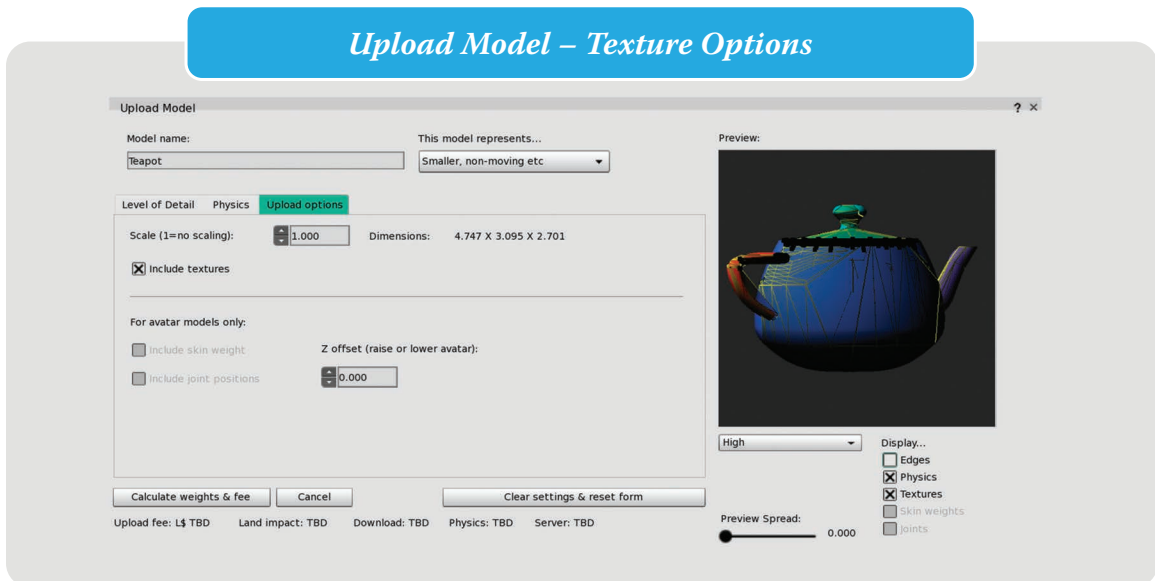 Upload Model – Texture Options
Upload Model ? ×
Model name: This model represents... Preview:
Teapot Smaller, non-moving etc
Level of Detail Physics Upload options
Scale (1=no scaling): 1.000 Dimensions: 4.747 X 3.095 X 2.701
Include textures
For avatar models only:
Include skin weight Z offset (raise or lower avatar):
Include joint positions 0.000
High Display...
Edges
Physics
Textures
Skin weights
Joints
Calculate weights & fee Cancel Clear settings & reset form
Upload fee: L$ TBD Land impact: TBD Download: TBD Physics: TBD Server: TBD
Preview Spread:
0.000